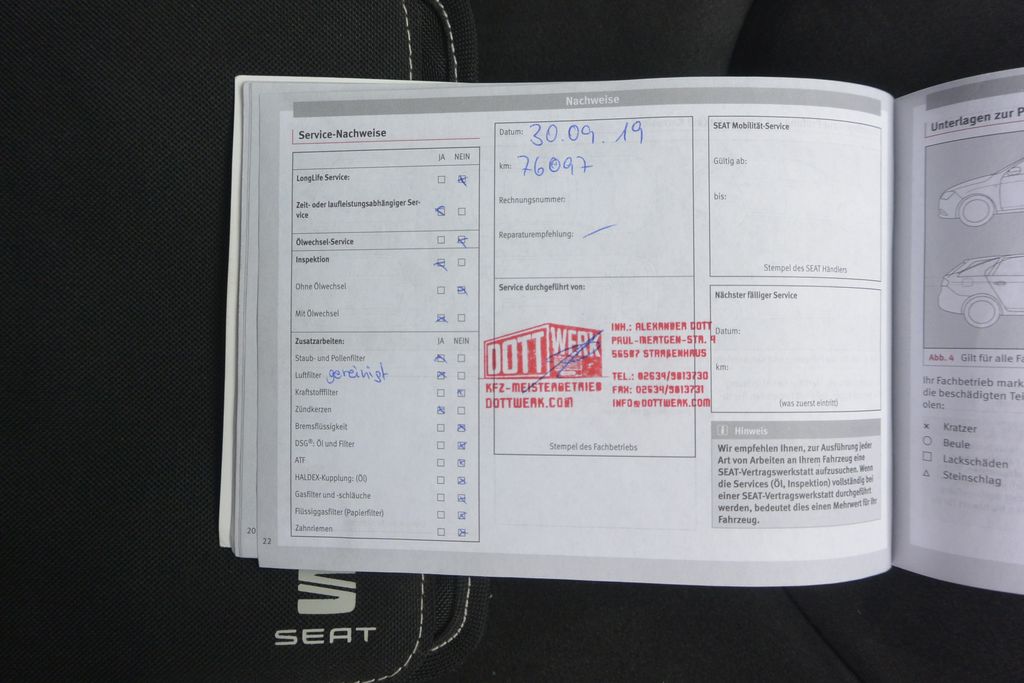 Nachweise
Service-Nachweise
JA NEIN
LongLife Service:
Zeit- oder laufleistungsabhängiger Ser-
vice
Ölwechsel-Service
Inspektion
Ohne Ölwechsel
Mit Ölwechsel
Zusatzarbeiten: JA NEIN
Staub- und Pollenfilter
Luftfilter gereinigt
Kraftstofffilter
Zündkerzen
Bremsflüssigkeit
DSG®: Öl und Filter
ATF
HALDEX-Kupplung: (Öl)
Gasfilter und -schläuche
Flüssiggasfilter (Papierfilter)
Zahnriemen
20
22
Datum: 30.09.19
km: 76097
Rechnungsnummer:
Reparaturempfehlung:
Service durchgeführt von:
DOTT WERK
KFZ-MEISTERBETRIEB
DOTTWERK.COM
INH.: ALEXANDER DOTT
PAUL-MERTGEN-STR. 4
56587 STRAßENHAUS
TEL.: 02634/9813730
FAX: 02634/9813731
INFO@DOTTWERK.COM
Stempel des Fachbetriebs
SEAT Mobilität-Service
Gültig ab:
bis:
Stempel des SEAT Händlers
Nächster fälliger Service
Datum:
km:
(was zuerst eintritt)
i Hinweis
Wir empfehlen Ihnen, zur Ausführung jeder
Art von Arbeiten an Ihrem Fahrzeug eine
SEAT-Vertragswerkstatt aufzusuchen. Wenn
die Services (Öl, Inspektion) vollständig bei
einer SEAT-Vertragswerkstatt durchgeführt
werden, bedeutet dies einen Mehrwert für Ihr
Fahrzeug.
Unterlagen zur P
Abb. 4 Gilt für alle Fa
Ihr Fachbetrieb mark
die beschädigten Tei
olen:
× Kratzer
○ Beule
□ Lackschäden
△ Steinschlag
SEAT